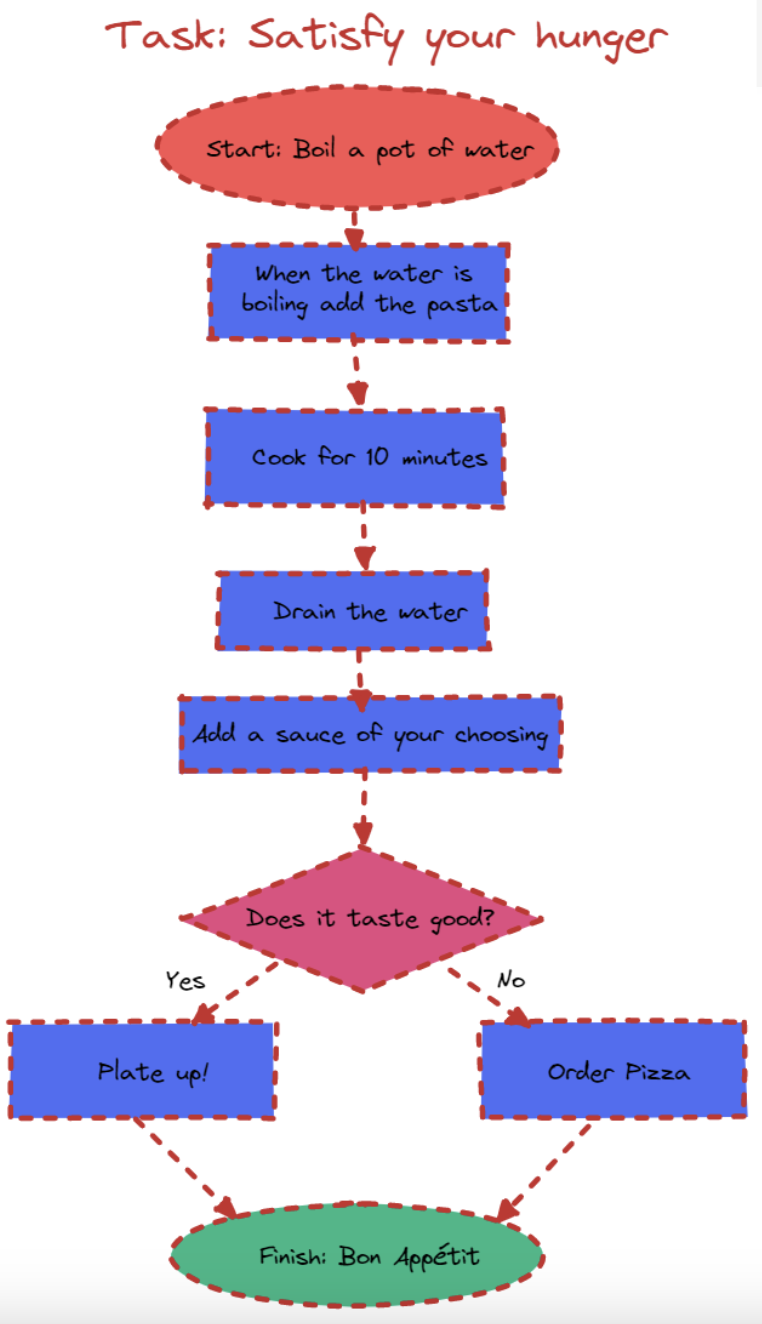 Task: Satisfy your hunger
Start: Boil a pot of water
When the water is
boiling add the pasta
Cook for 10 minutes
Drain the water
Add a sauce of your choosing
Does it taste good?
Yes
No
Plate up!
Order Pizza
Finish: Bon Appétit